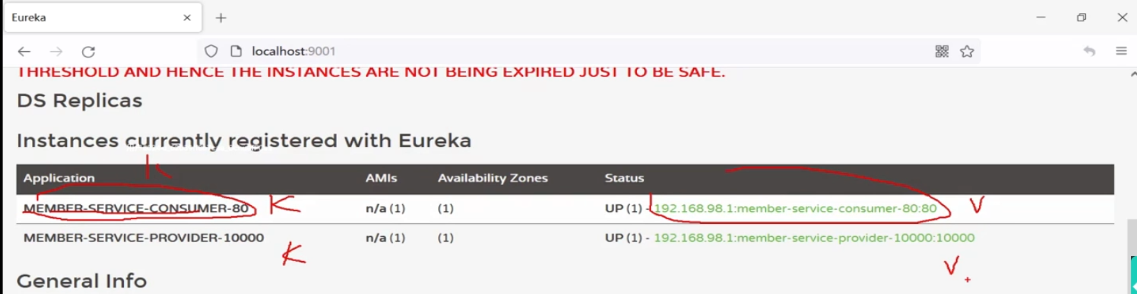 Eureka
localhost:9001
THRESHOLD AND HENCE THE INSTANCES ARE NOT BEING EXPIRED JUST TO BE SAFE.
DS Replicas
Instances currently registered with Eureka
K
Application AMIs Availability Zones Status
MEMBER-SERVICE-CONSUMER-80 K n/a (1) (1) UP (1) - 192.168.98.1:member-service-consumer-80:80 V
MEMBER-SERVICE-PROVIDER-10000 n/a (1) (1) UP (1) - 192.168.98.1:member-service-provider-10000:10000
K V
General Info